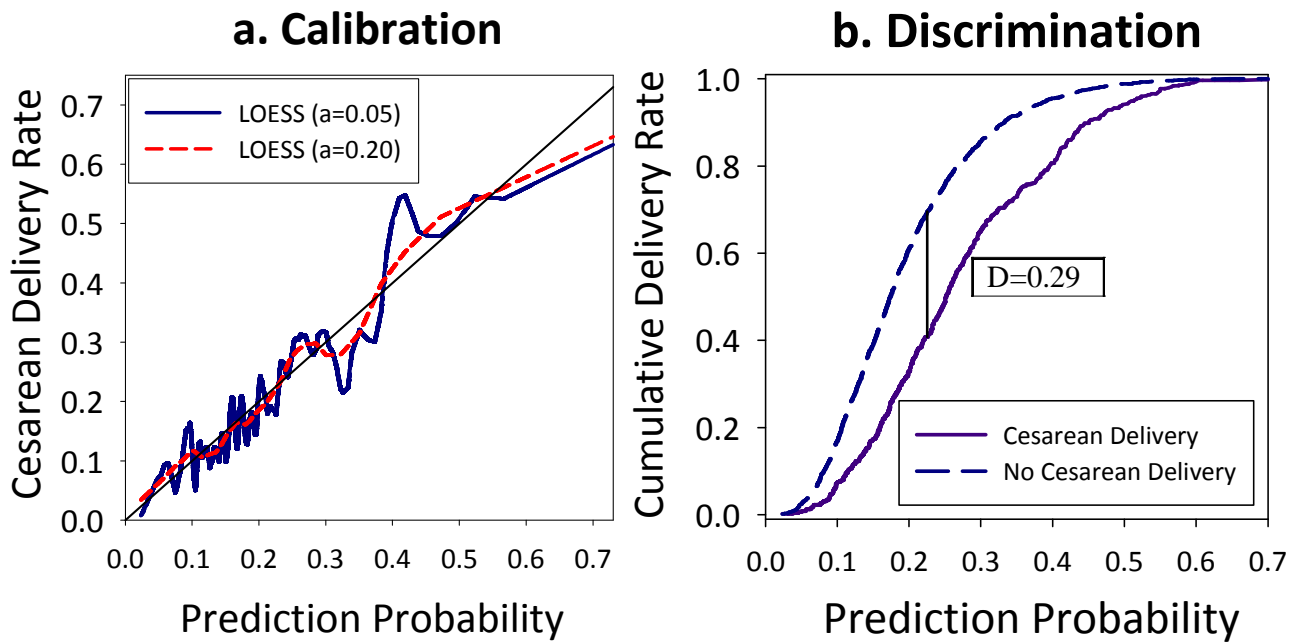 a. Calibration
Cesarean Delivery Rate
0.7
0.6
0.5
0.4
0.3
0.2
0.1
0.0
LOESS (a=0.05)
LOESS (a=0.20)
0.0 0.1 0.2 0.3 0.4 0.5 0.6 0.7
Prediction Probability
b. Discrimination
Cumulative Delivery Rate
1.0
0.8
0.6
0.4
0.2
0.0
D=0.29
Cesarean Delivery
No Cesarean Delivery
0.0 0.1 0.2 0.3 0.4 0.5 0.6 0.7
Prediction Probability